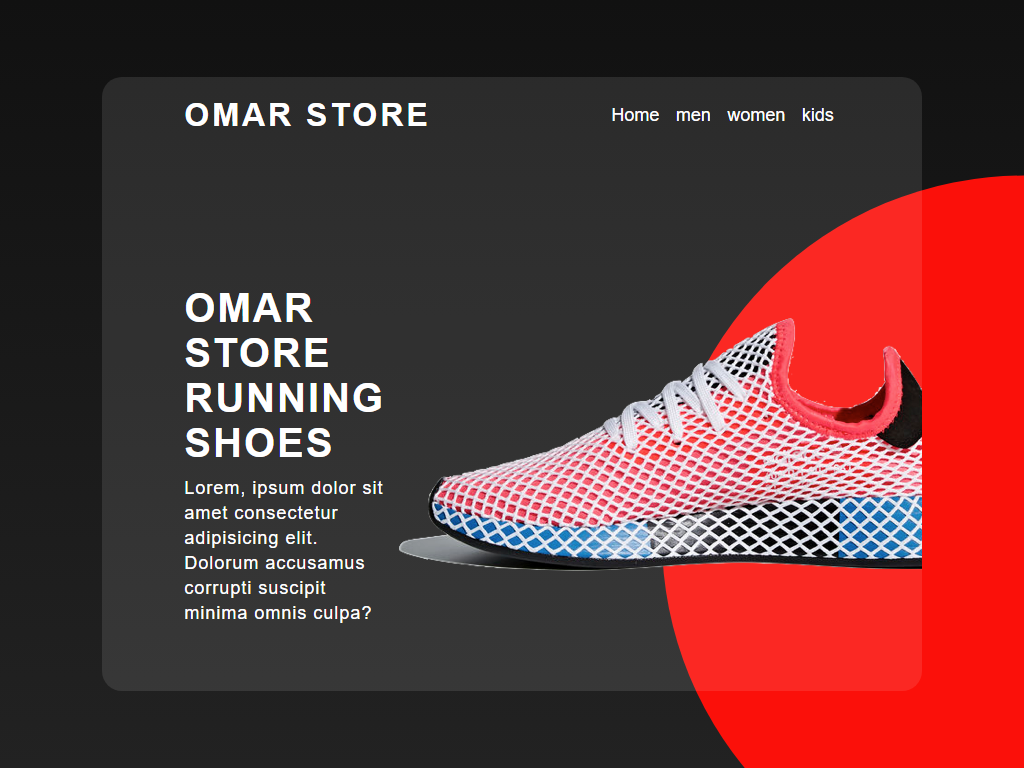 OMAR STORE
Home men women kids
OMAR
STORE
RUNNING
SHOES
Lorem, ipsum dolor sit
amet consectetur
adipisicing elit.
Dolorum accusamus
corrupti suscipit
minima omnis culpa?